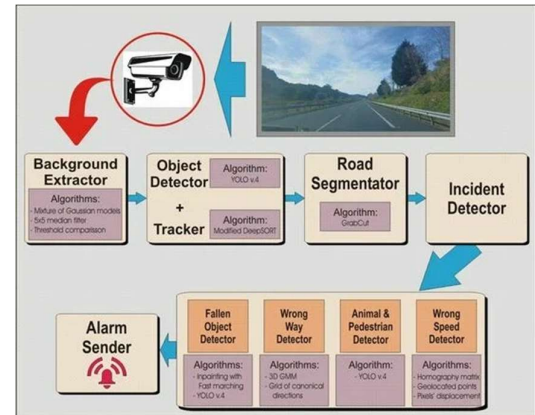 Background
Extractor
Algorithms:
- Mixture of Gaussian models
- 5x5 median filter
- Threshold comparison
Object
Detector
+
Tracker
Algorithm:
YOLO v.4
Algorithm:
Modified DeepSORT
Road
Segmentator
Algorithm:
GrabCut
Incident
Detector
Fallen
Object
Detector
Algorithms:
- Inpainting with
Fast marching
- YOLO v.4
Wrong
Way
Detector
Algorithms:
- 3D GMM
- Grid of canonical
directions
Animal &
Pedestrian
Detector
Algorithms:
- YOLO v.4
Wrong
Speed
Detector
Algorithms:
- Homography matrix
- Geolocated points
- Pixels' displacement
Alarm
Sender